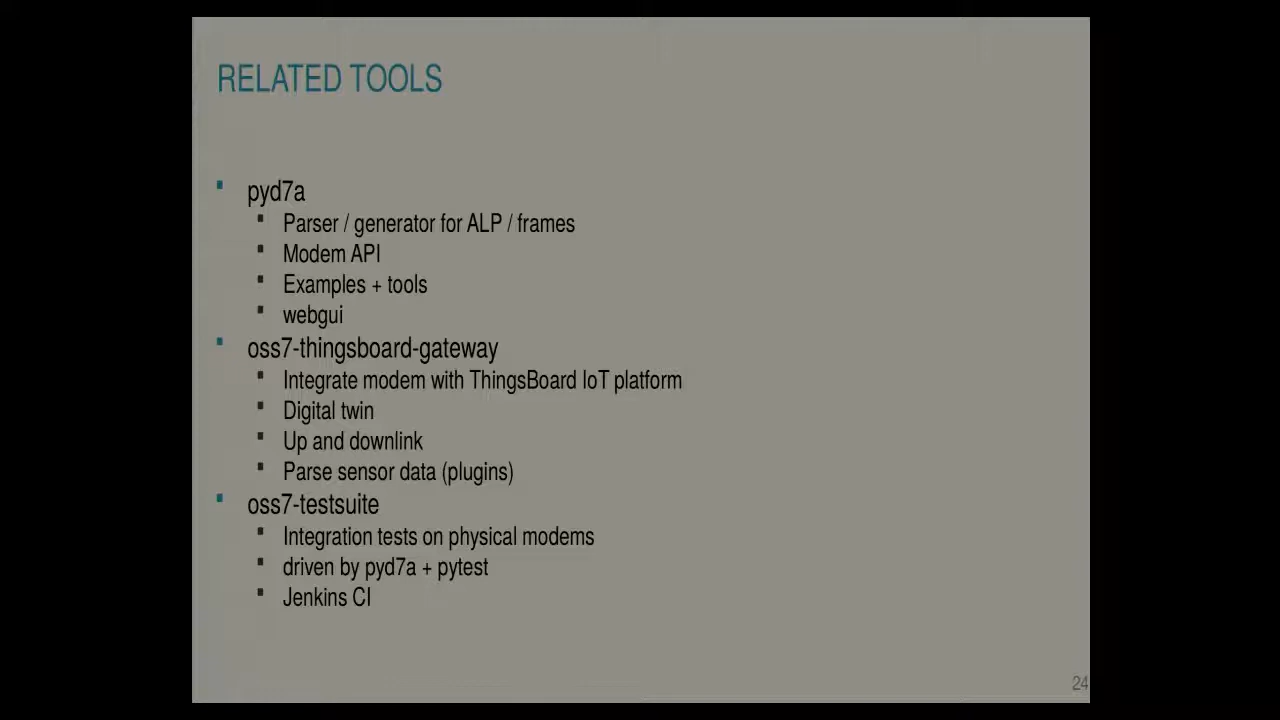 RELATED TOOLS
pyd7a
Parser / generator for ALP / frames
Modem API
Examples + tools
webgui
oss7-thingsboard-gateway
Integrate modem with ThingsBoard IoT platform
Digital twin
Up and downlink
Parse sensor data (plugins)
oss7-testsuite
Integration tests on physical modems
driven by pyd7a + pytest
Jenkins CI
24